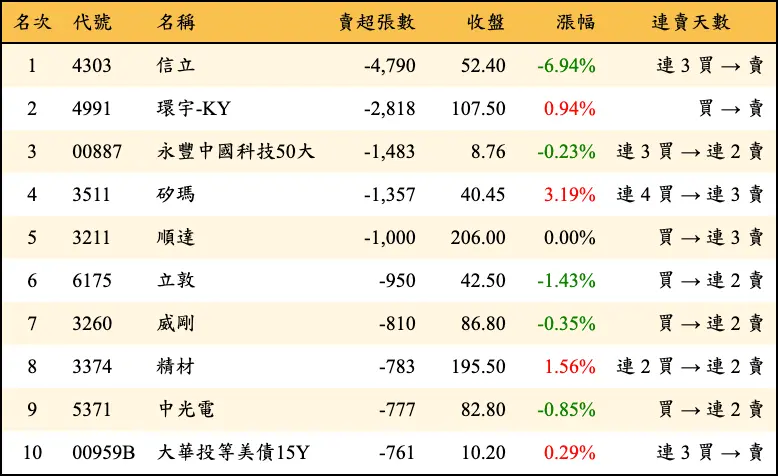 名次 代號 名稱 賣超張數 收盤 漲幅 連賣天數
1 4303 信立 -4,790 52.40 -6.94% 連 3 買 → 賣
2 4991 環宇-KY -2,818 107.50 0.94% 買 → 賣
3 00887 永豐中國科技50大 -1,483 8.76 -0.23% 連 3 買 → 連 2 賣
4 3511 矽瑪 -1,357 40.45 3.19% 連 4 買 → 連 3 賣
5 3211 順達 -1,000 206.00 0.00% 買 → 連 3 賣
6 6175 立敦 -950 42.50 -1.43% 買 → 連 2 賣
7 3260 威剛 -810 86.80 -0.35% 買 → 連 2 賣
8 3374 精材 -783 195.50 1.56% 連 2 買 → 連 2 賣
9 5371 中光電 -777 82.80 -0.85% 買 → 連 2 賣
10 00959B 大華投等美債15Y -761 10.20 0.29% 連 3 買 → 賣